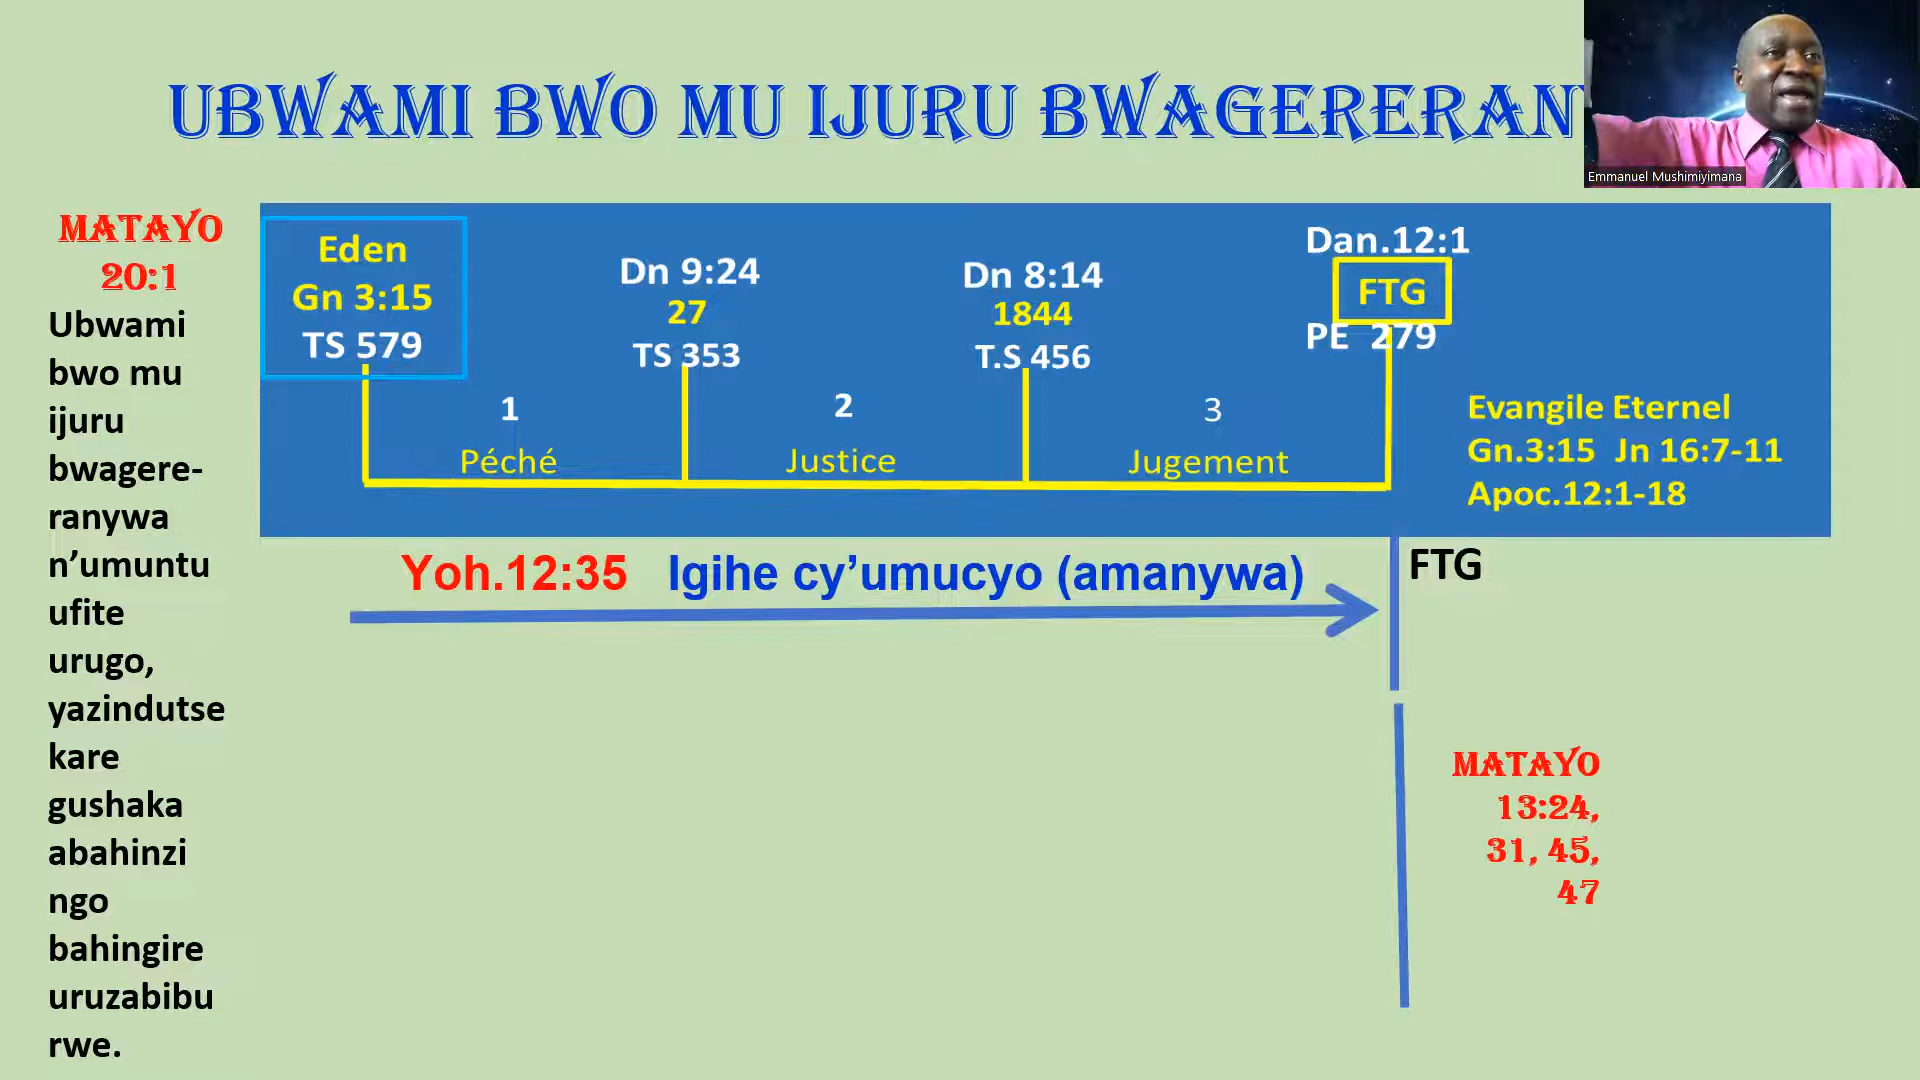 UBWAMI BWO MU IJURU BWAGERERAN
Emmanuel Mushimiyimana
MATAYO
20:1
Ubwami
bwo mu
ijuru
bwagere-
ranywa
n’umuntu
ufite
urugo,
yazindutse
kare
gushaka
abahinzi
ngo
bahingire
uruzabibu
rwe.
Eden
Gn 3:15
TS 579
Dn 9:24
27
TS 353
Dn 8:14
1844
T.S 456
Dan.12:1
FTG
PE 279
1
Péché
2
Justice
3
Jugement
Evangile Eternel
Gn.3:15 Jn 16:7-11
Apoc.12:1-18
Yoh.12:35 Igihe cy’umucyo (amanywa)
FTG
MATAYO
13:24,
31, 45,
47